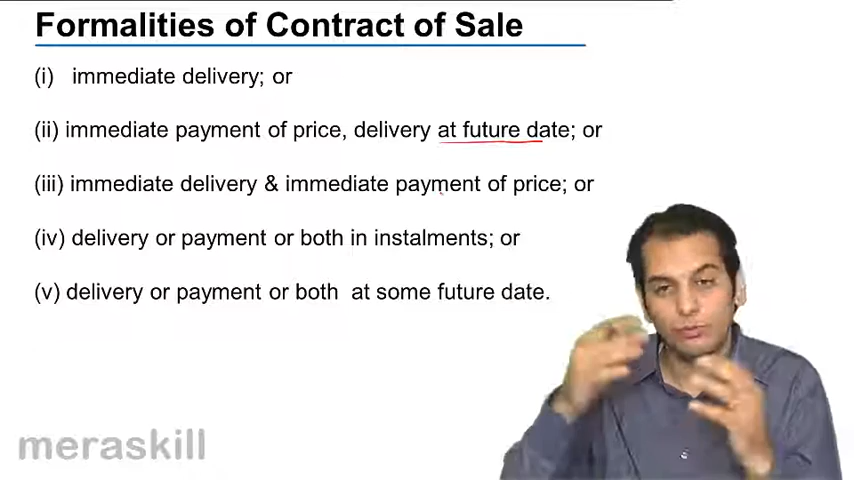 Formalities of Contract of Sale
(i) immediate delivery; or
(ii) immediate payment of price, delivery at future date; or
(iii) immediate delivery & immediate payment of price; or
(iv) delivery or payment or both in instalments; or
(v) delivery or payment or both at some future date.
meraskill